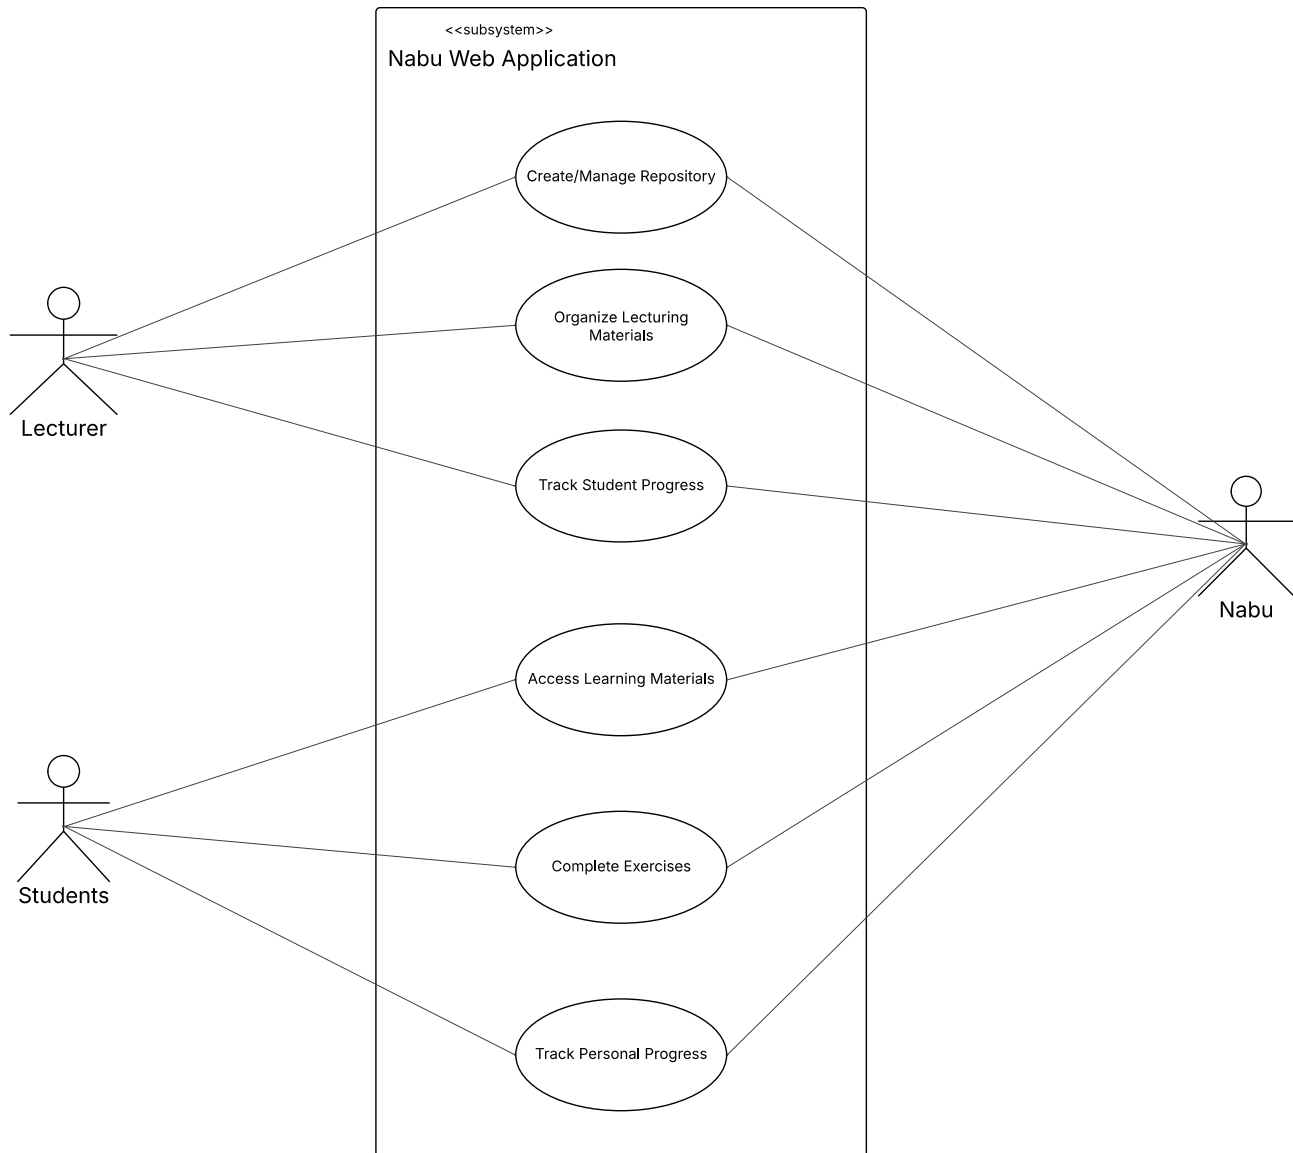 <<subsystem>>
Nabu Web Application
Create/Manage Repository
Organize Lecturing
Materials
Lecturer
Track Student Progress
Nabu
Access Learning Materials
Students
Complete Exercises
Track Personal Progress